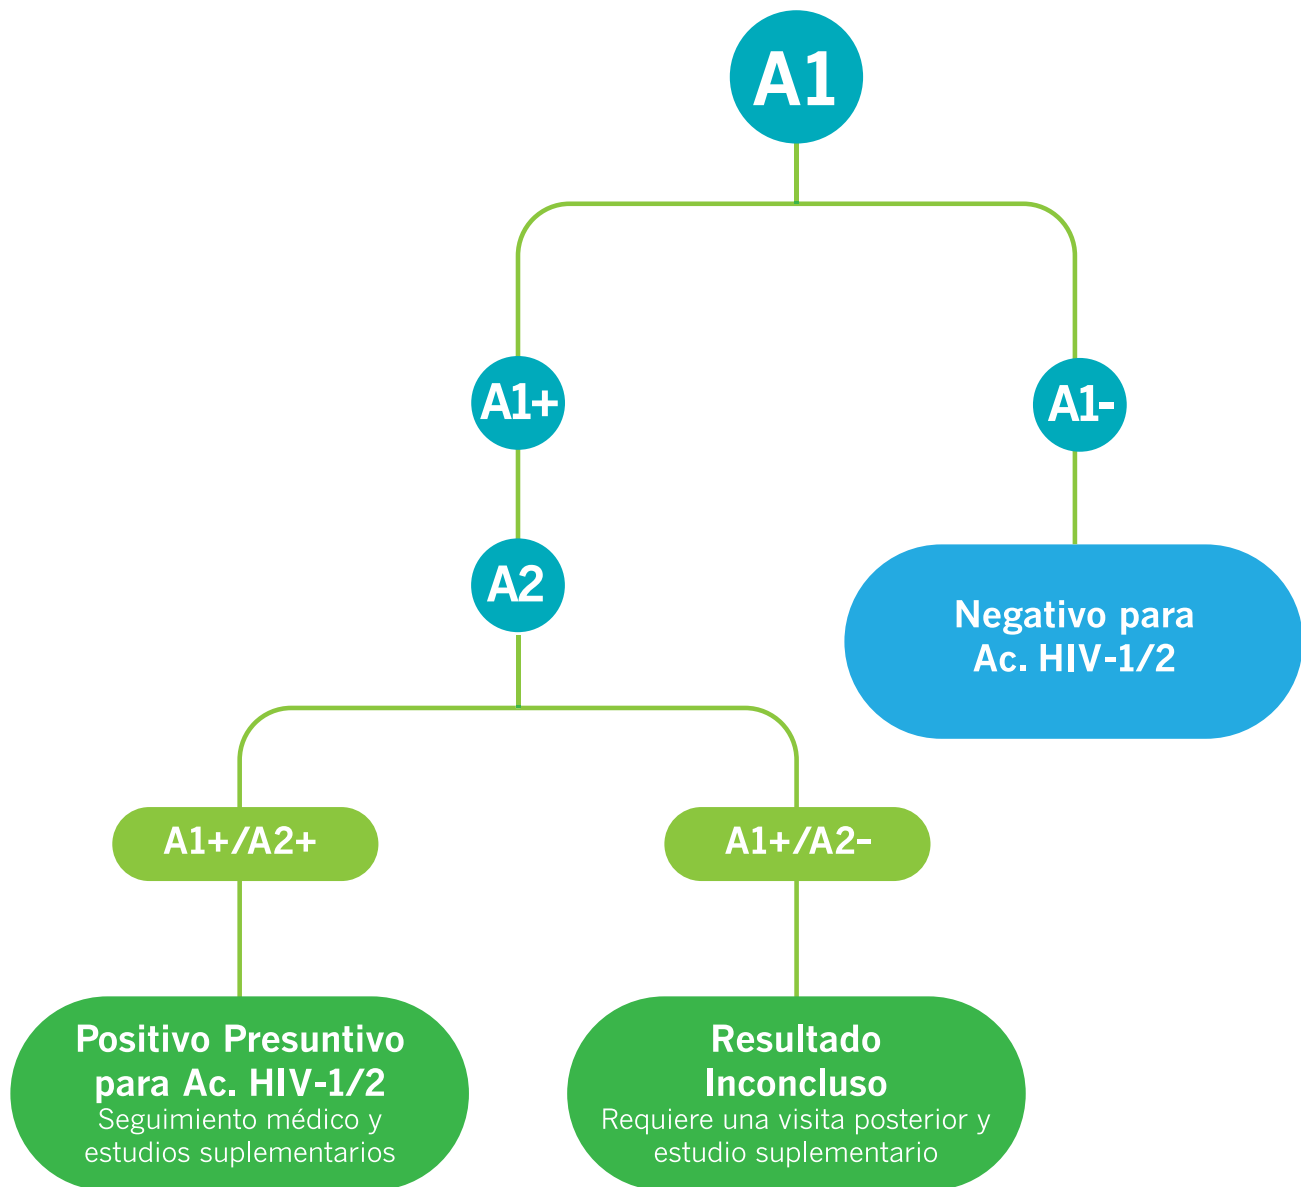 A1
A1+
A1-
A2
Negativo para
Ac. HIV-1/2
A1+/A2+
A1+/A2-
Positivo Presuntivo
para Ac. HIV-1/2
Seguimiento médico y
estudios suplementarios
Resultado
Inconcluso
Requiere una visita posterior y
estudio suplementario